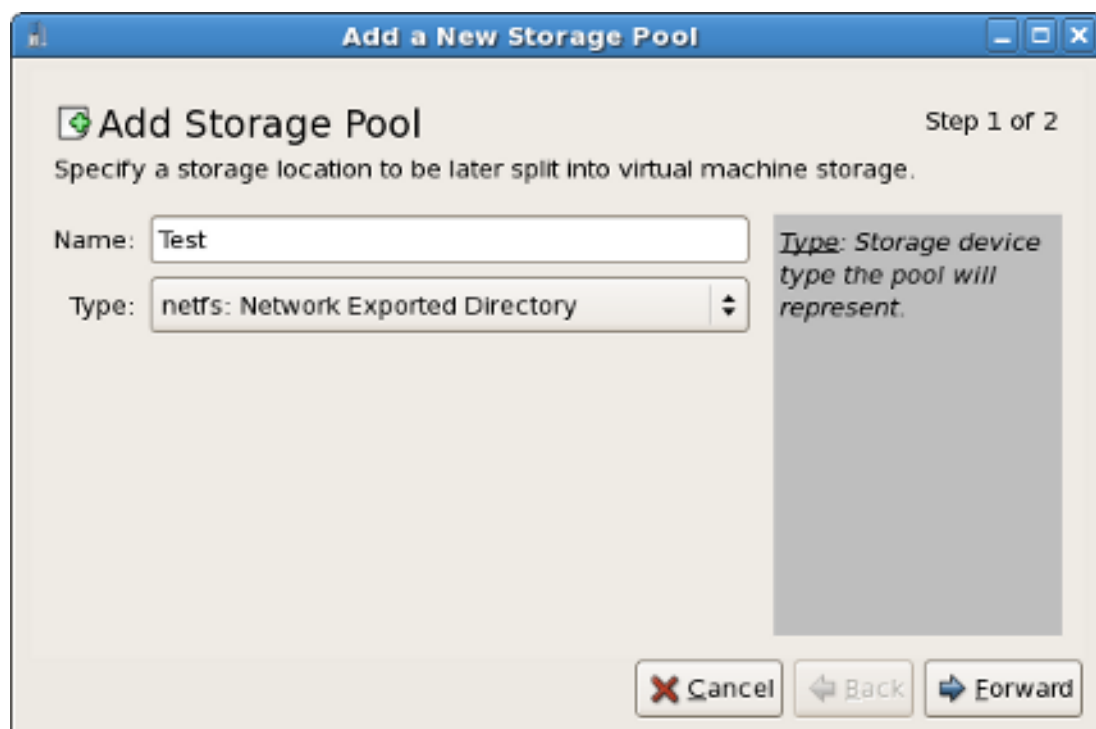 Add a New Storage Pool
Add Storage Pool
Step 1 of 2
Specify a storage location to be later split into virtual machine storage.
Name: Test
Type: netfs: Network Exported Directory
Type: Storage device
type the pool will
represent.
Cancel
Back
Forward